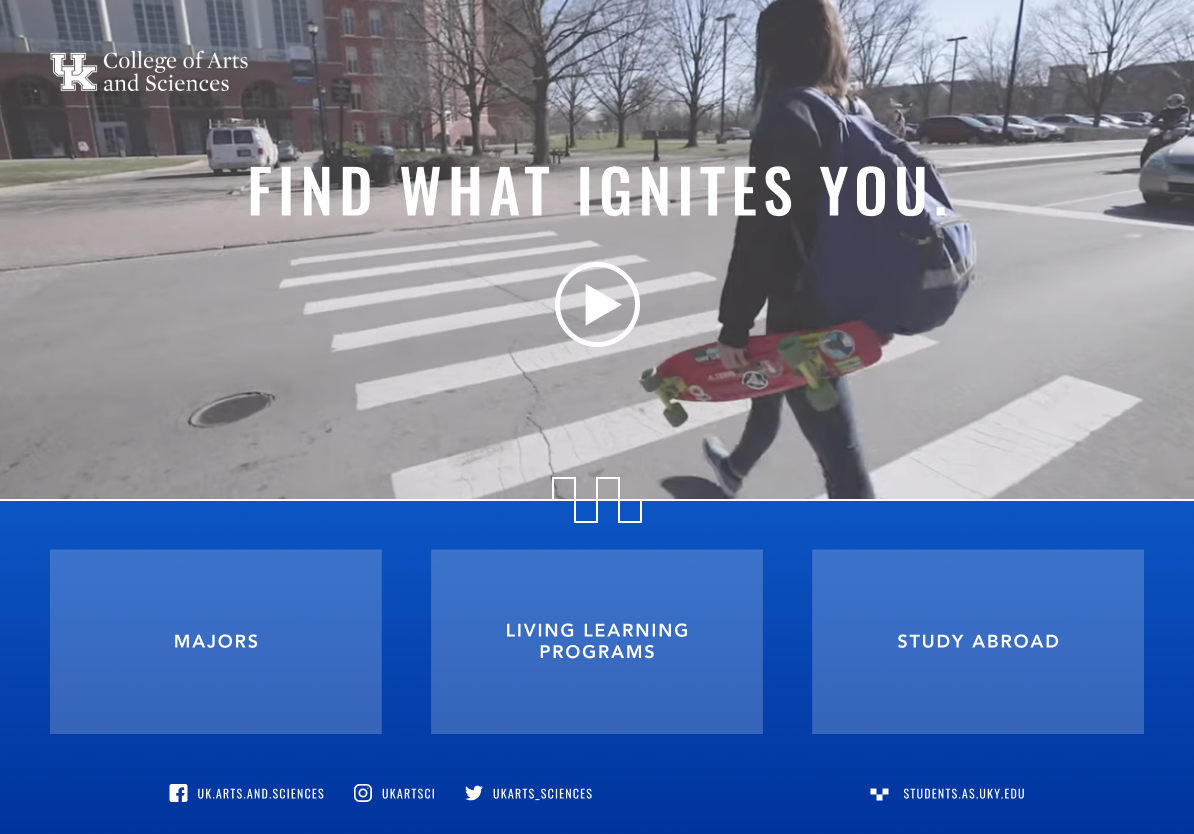 UK College of Arts
and Sciences
FIND WHAT IGNITES YOU.
MAJORS
LIVING LEARNING
PROGRAMS
STUDY ABROAD
UK.ARTS.AND.SCIENCES
UKARTSCI
UKARTS_SCIENCES
STUDENTS.AS.UKY.EDU